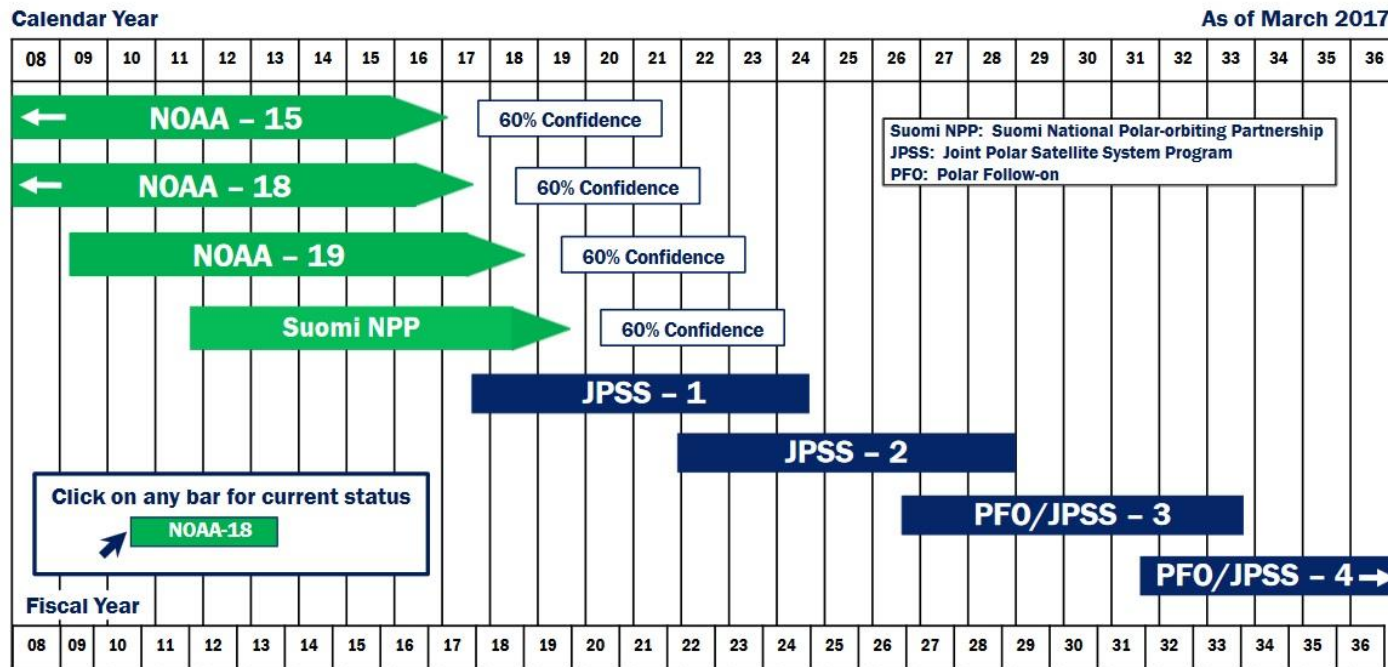 Calendar Year As of March 2017
08 09 10 11 12 13 14 15 16 17 18 19 20 21 22 23 24 25 26 27 28 29 30 31 32 33 34 35 36
NOAA – 15 60% Confidence
Suomi NPP: Suomi National Polar-orbiting Partnership
JPSS: Joint Polar Satellite System Program
PFO: Polar Follow-on
NOAA – 18 60% Confidence
NOAA – 19 60% Confidence
Suomi NPP 60% Confidence
JPSS – 1
JPSS – 2
Click on any bar for current status
NOAA-18
PFO/JPSS – 3
PFO/JPSS – 4
Fiscal Year
08 09 10 11 12 13 14 15 16 17 18 19 20 21 22 23 24 25 26 27 28 29 30 31 32 33 34 35 36